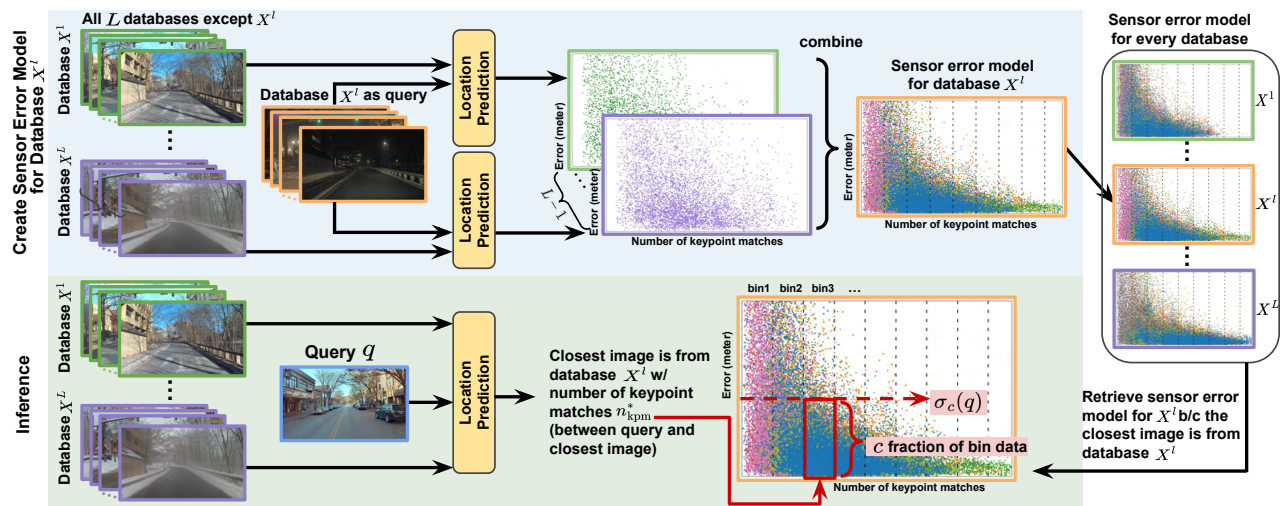 Create Sensor Error Model
for Database X^l
Database X^1
All L databases except X^l
Database X^L
Database X^l as query
Location
Prediction
Location
Prediction
Error (meter)
L-1
Error (meter)
Number of keypoint matches
combine
Sensor error model
for database X^l
Error (meter)
Number of keypoint matches
Sensor error model
for every database
X^1
X^l
X^L
Inference
Database X^1
Database X^L
Query q
Location
Prediction
Closest image is from
database X^l w/
number of keypoint
matches n^*_kpm
(between query and
closest image)
bin1 bin2 bin3 ...
Error (meter)
σ_c(q)
c fraction of bin data
Number of keypoint matches
Retrieve sensor error
model for X^l b/c the
closest image is from
database X^l